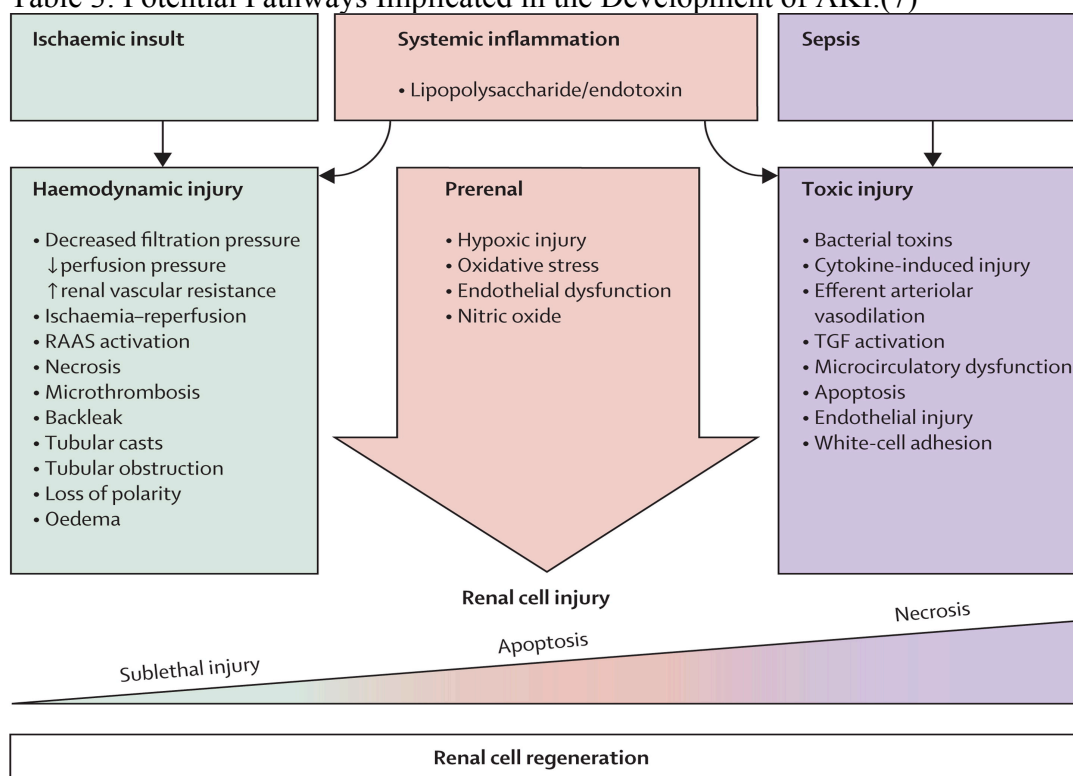 Table 3. Potential Pathways Implicated in the Development of AKI.(7)
Ischaemic insult
Systemic inflammation
• Lipopolysaccharide/endotoxin
Sepsis
Haemodynamic injury
• Decreased filtration pressure
↓perfusion pressure
↑renal vascular resistance
• Ischaemia–reperfusion
• RAAS activation
• Necrosis
• Microthrombosis
• Backleak
• Tubular casts
• Tubular obstruction
• Loss of polarity
• Oedema
Prerenal
• Hypoxic injury
• Oxidative stress
• Endothelial dysfunction
• Nitric oxide
Toxic injury
• Bacterial toxins
• Cytokine-induced injury
• Efferent arteriolar
vasodilation
• TGF activation
• Microcirculatory dysfunction
• Apoptosis
• Endothelial injury
• White-cell adhesion
Renal cell injury
Sublethal injury
Apoptosis
Necrosis
Renal cell regeneration